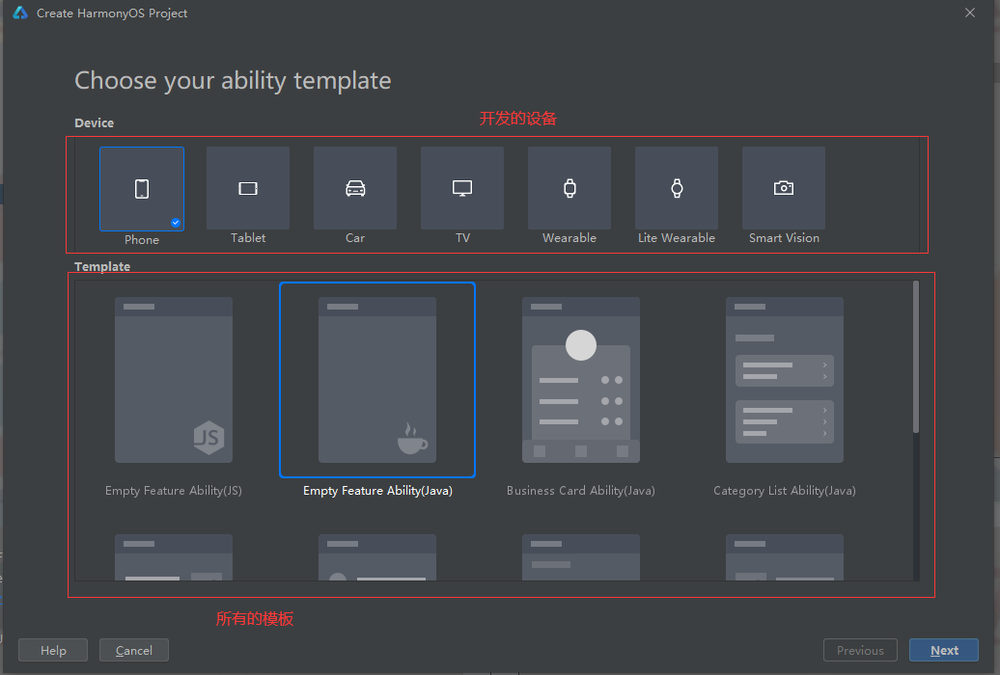 Create HarmonyOS Project
Choose your ability template
开发的设备
Device
Phone
Tablet
Car
TV
Wearable
Lite Wearable
Smart Vision
Template
JS
Empty Feature Ability(JS)
Empty Feature Ability(Java)
Business Card Ability(Java)
Category List Ability(Java)
所有的模板
Help
Cancel
Previous
Next